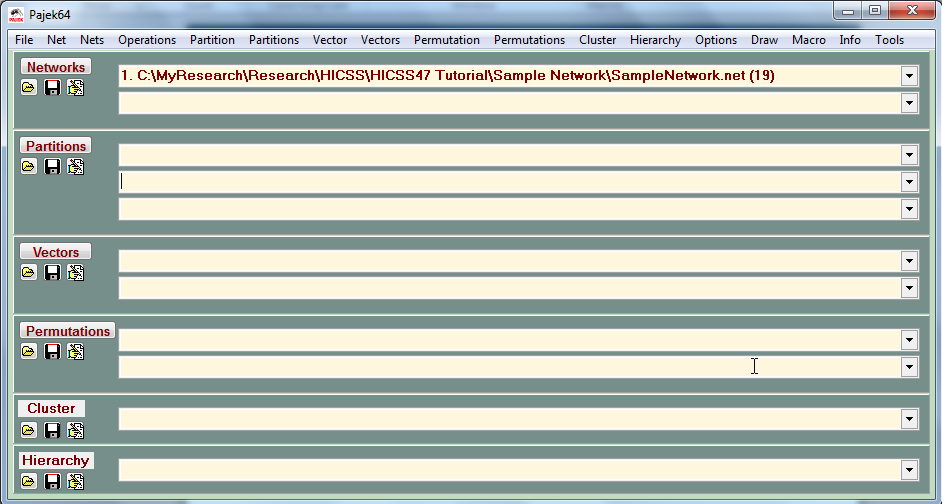 Pajek64
File Net Nets Operations Partition Partitions Vector Vectors Permutation Permutations Cluster Hierarchy Options Draw Macro Info Tools
Networks
1. C:\MyResearch\Research\HICSS\HICSS47 Tutorial\Sample Network\SampleNetwork.net (19)
Partitions
Vectors
Permutations
Cluster
Hierarchy